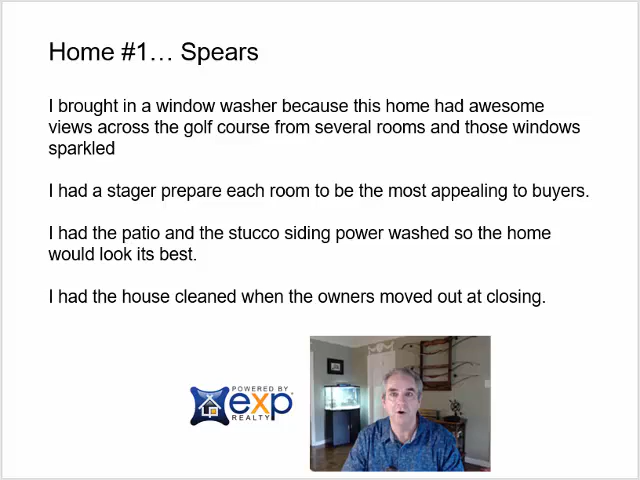 Home #1… Spears
I brought in a window washer because this home had awesome
views across the golf course from several rooms and those windows
sparkled
I had a stager prepare each room to be the most appealing to buyers.
I had the patio and the stucco siding power washed so the home
would look its best.
I had the house cleaned when the owners moved out at closing.
POWERED BY
exp
REALTY